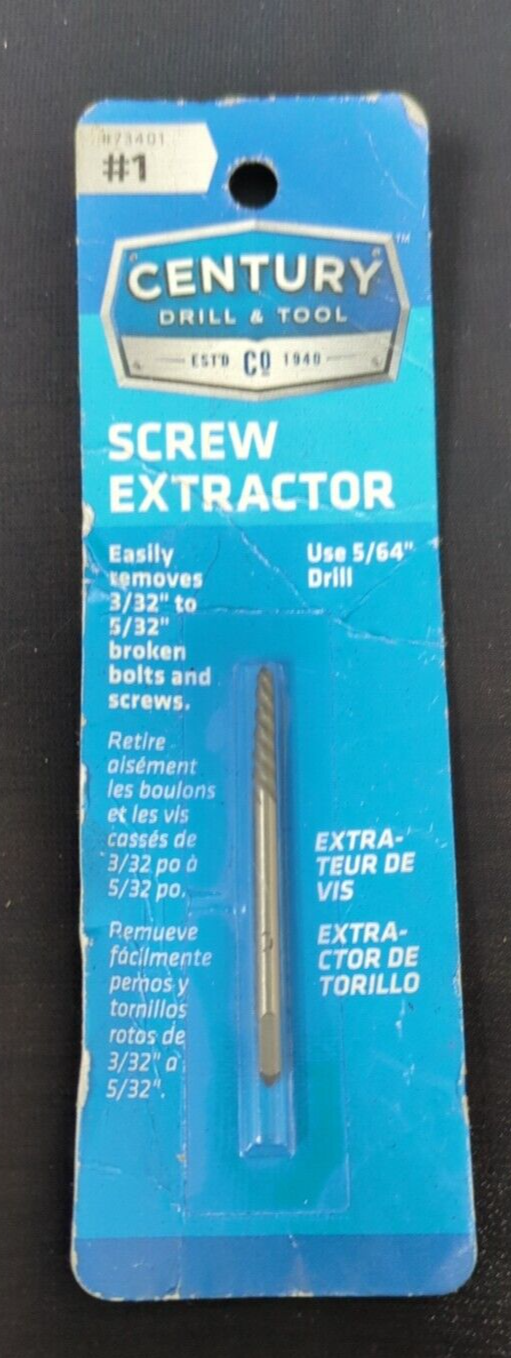 #73401
#1
CENTURY™
DRILL & TOOL
EST'D CO 1940
SCREW
EXTRACTOR
Easily
removes
3/32" to
5/32"
broken
bolts and
screws.
Use 5/64"
Drill
Retire
aisément
les boulons
et les vis
cassés de
3/32 po à
5/32 po.
EXTRA-
TEUR DE
VIS
Remueve
fácilmente
pernos y
tornillos
rotos de
3/32" a
5/32".
EXTRA-
CTOR DE
TORILLO